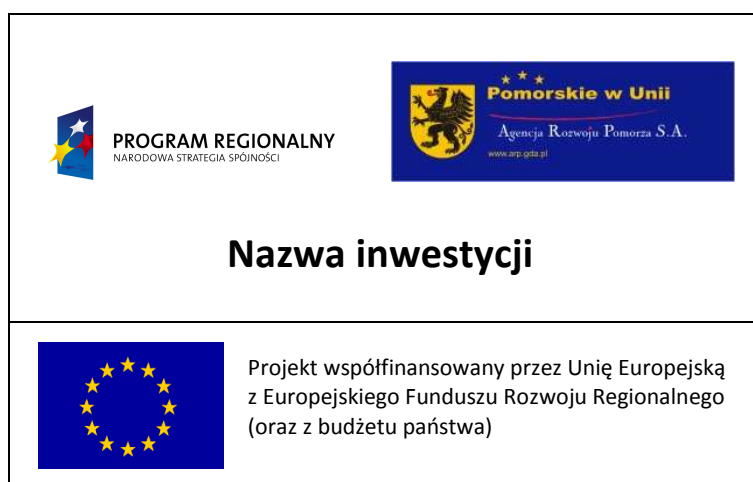 PROGRAM REGIONALNY
NARODOWA STRATEGIA SPÓJNOŚCI
Pomorskie w Unii
Agencja Rozwoju Pomorza S.A.
www.arp.gda.pl
Nazwa inwestycji
Projekt współfinansowany przez Unię Europejską
z Europejskiego Funduszu Rozwoju Regionalnego
(oraz z budżetu państwa)